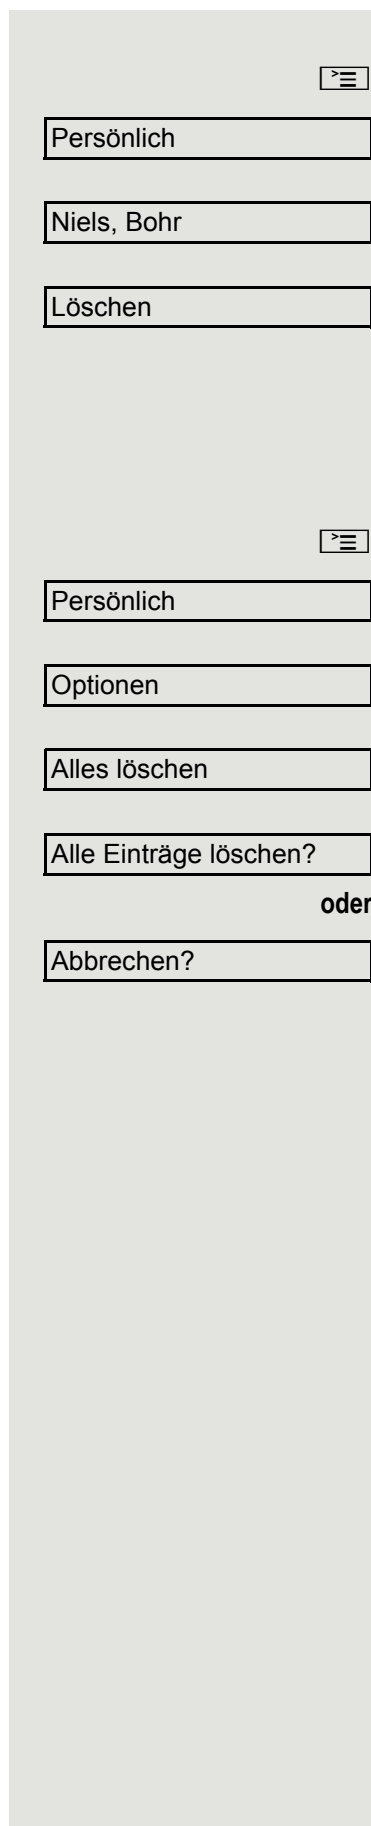 Persönlich
Niels, Bohr
Löschen
Persönlich
Optionen
Alles löschen
Alle Einträge löschen?
oder
Abbrechen?